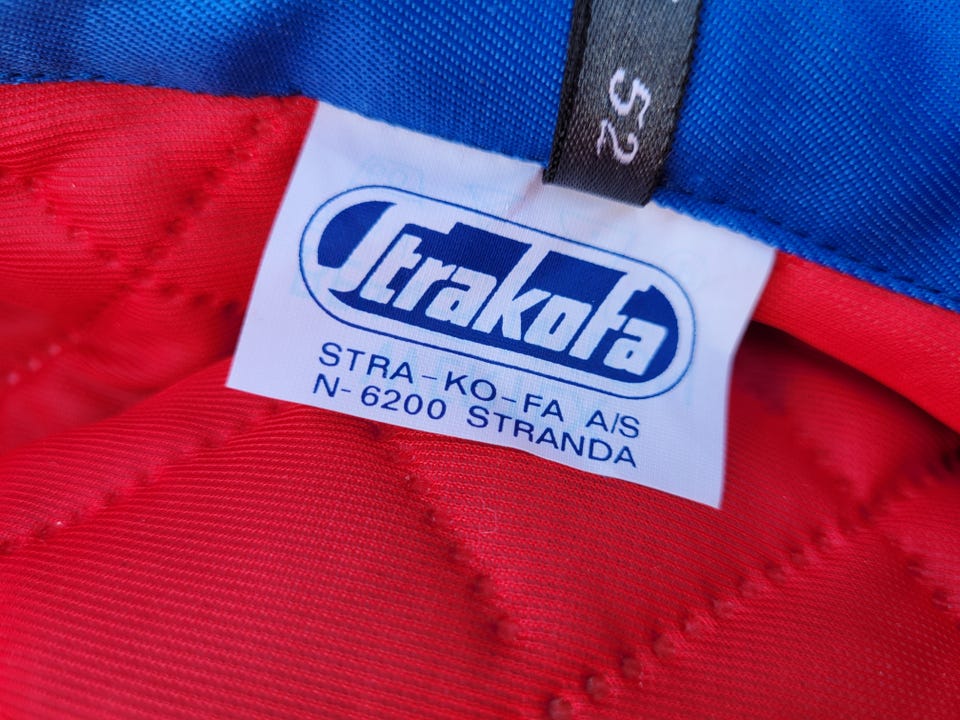 52
Strakofa
STRA-KO-FA A/S
N-6200 STRANDA